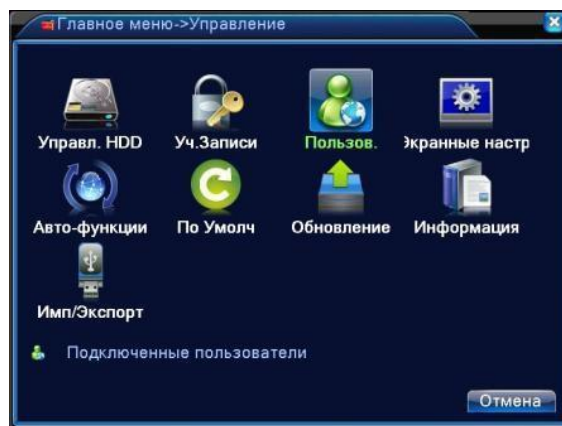 Главное меню->Управление
Управл. HDD Уч.Записи Пользов. Экранные настр
Авто-функции По Умолч Обновление Информация
Имп/Экспорт
Подключенные пользователи
Отмена